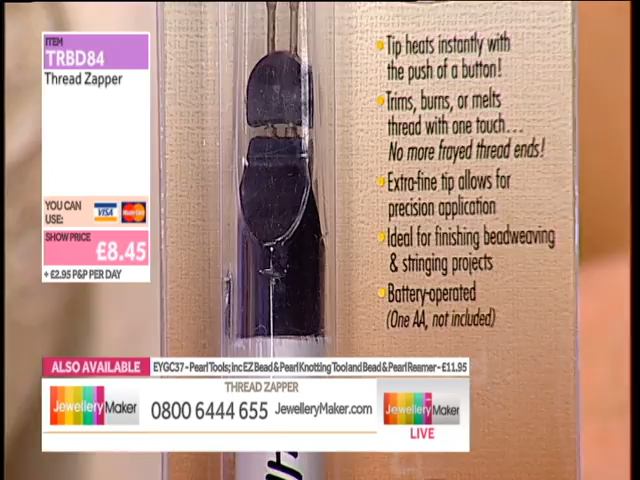 ITEM
TRBD84
Thread Zapper
YOU CAN
USE:
VISA
MasterCard
SHOW PRICE
£8.45
+ £2.95 P&P PER DAY
Tip heats instantly with
the push of a button!
Trims, burns, or melts
thread with one touch...
No more frayed thread ends!
Extra-fine tip allows for
precision application
Ideal for finishing beadweaving
& stringing projects
Battery-operated
(One AA, not included)
ALSO AVAILABLE
EYGC37 - Pearl Tools; inc EZ Bead & Pearl Knotting Tool and Bead & Pearl Reamer - £11.95
THREAD ZAPPER
JewelleryMaker
0800 6444 655
JewelleryMaker.com
JewelleryMaker
LIVE